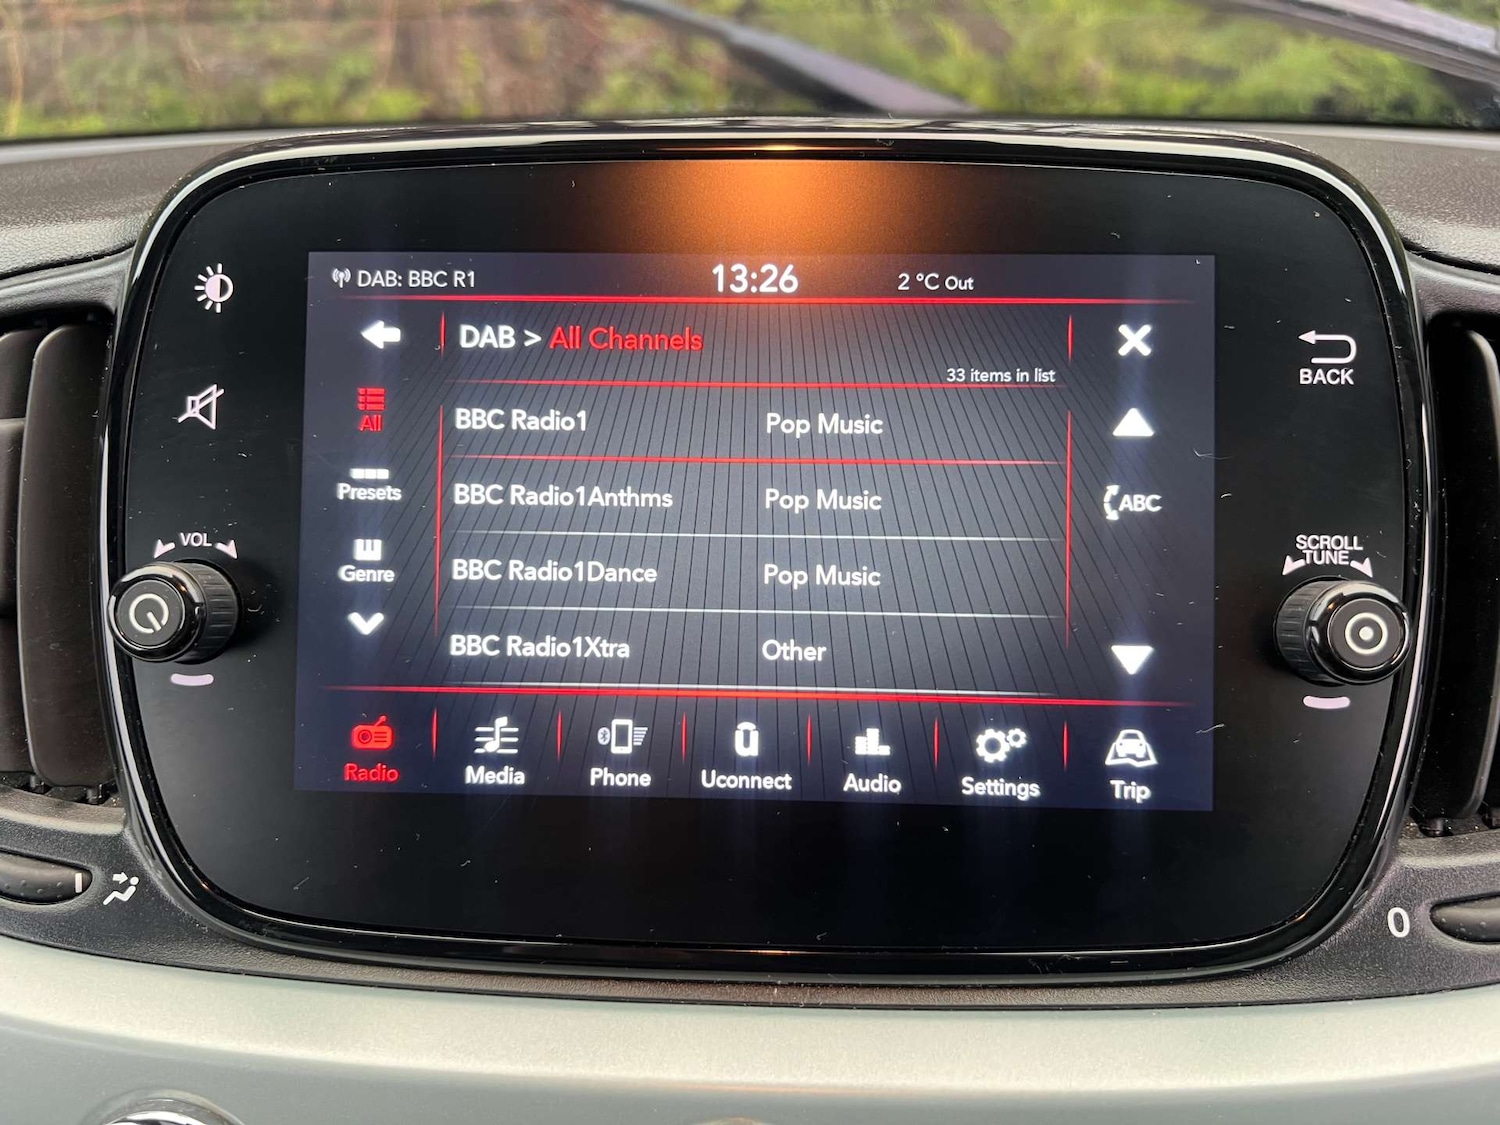 DAB: BBC R1 13:26 2 °C Out
DAB > All Channels
33 items in list
BACK
All
BBC Radio1 Pop Music
Presets
BBC Radio1Anthms Pop Music
ABC
VOL
SCROLL
TUNE
Genre
BBC Radio1Dance Pop Music
BBC Radio1Xtra Other
Radio Media Phone Uconnect Audio Settings Trip
0